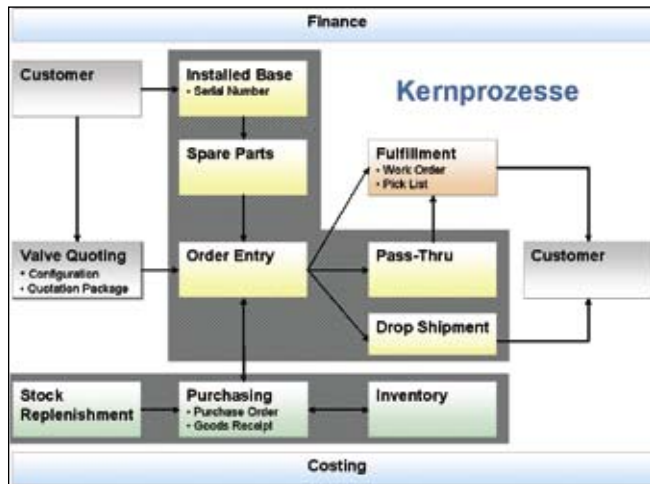 Finance
Customer
Installed Base
• Serial Number
Kernprozesse
Spare Parts
Fulfillment
• Work Order
• Pick List
Valve Quoting
• Configuration
• Quotation Package
Order Entry
Pass-Thru
Customer
Drop Shipment
Stock
Replenishment
Purchasing
• Purchase Order
• Goods Receipt
Inventory
Costing